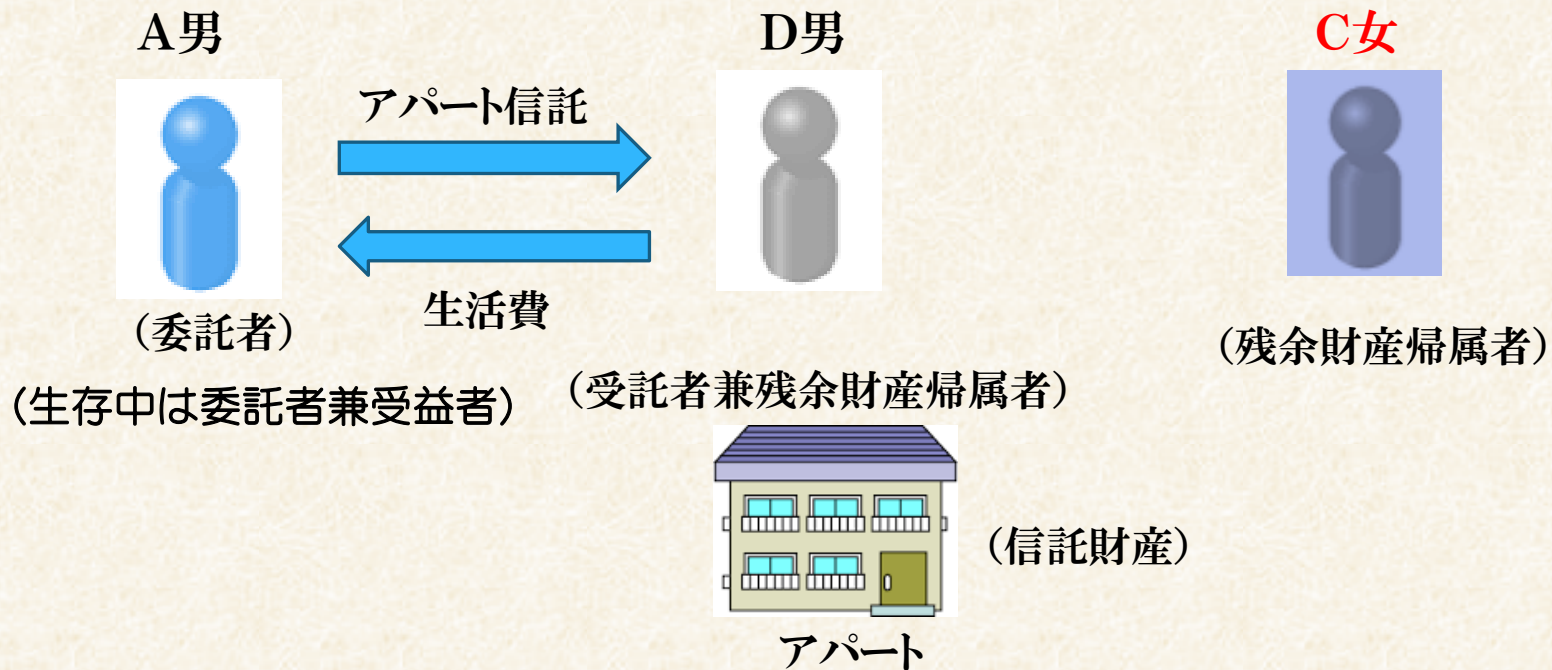 A男
D男
C女
アパート信託
生活費
（委託者）
（残余財産帰属者）
（生存中は委託者兼受益者）
（受託者兼残余財産帰属者）
（信託財産）
アパート